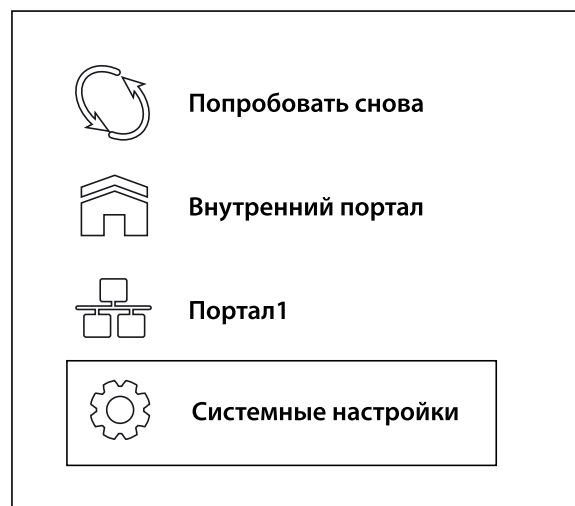 Попробовать снова
Внутренний портал
Портал1
Системные настройки